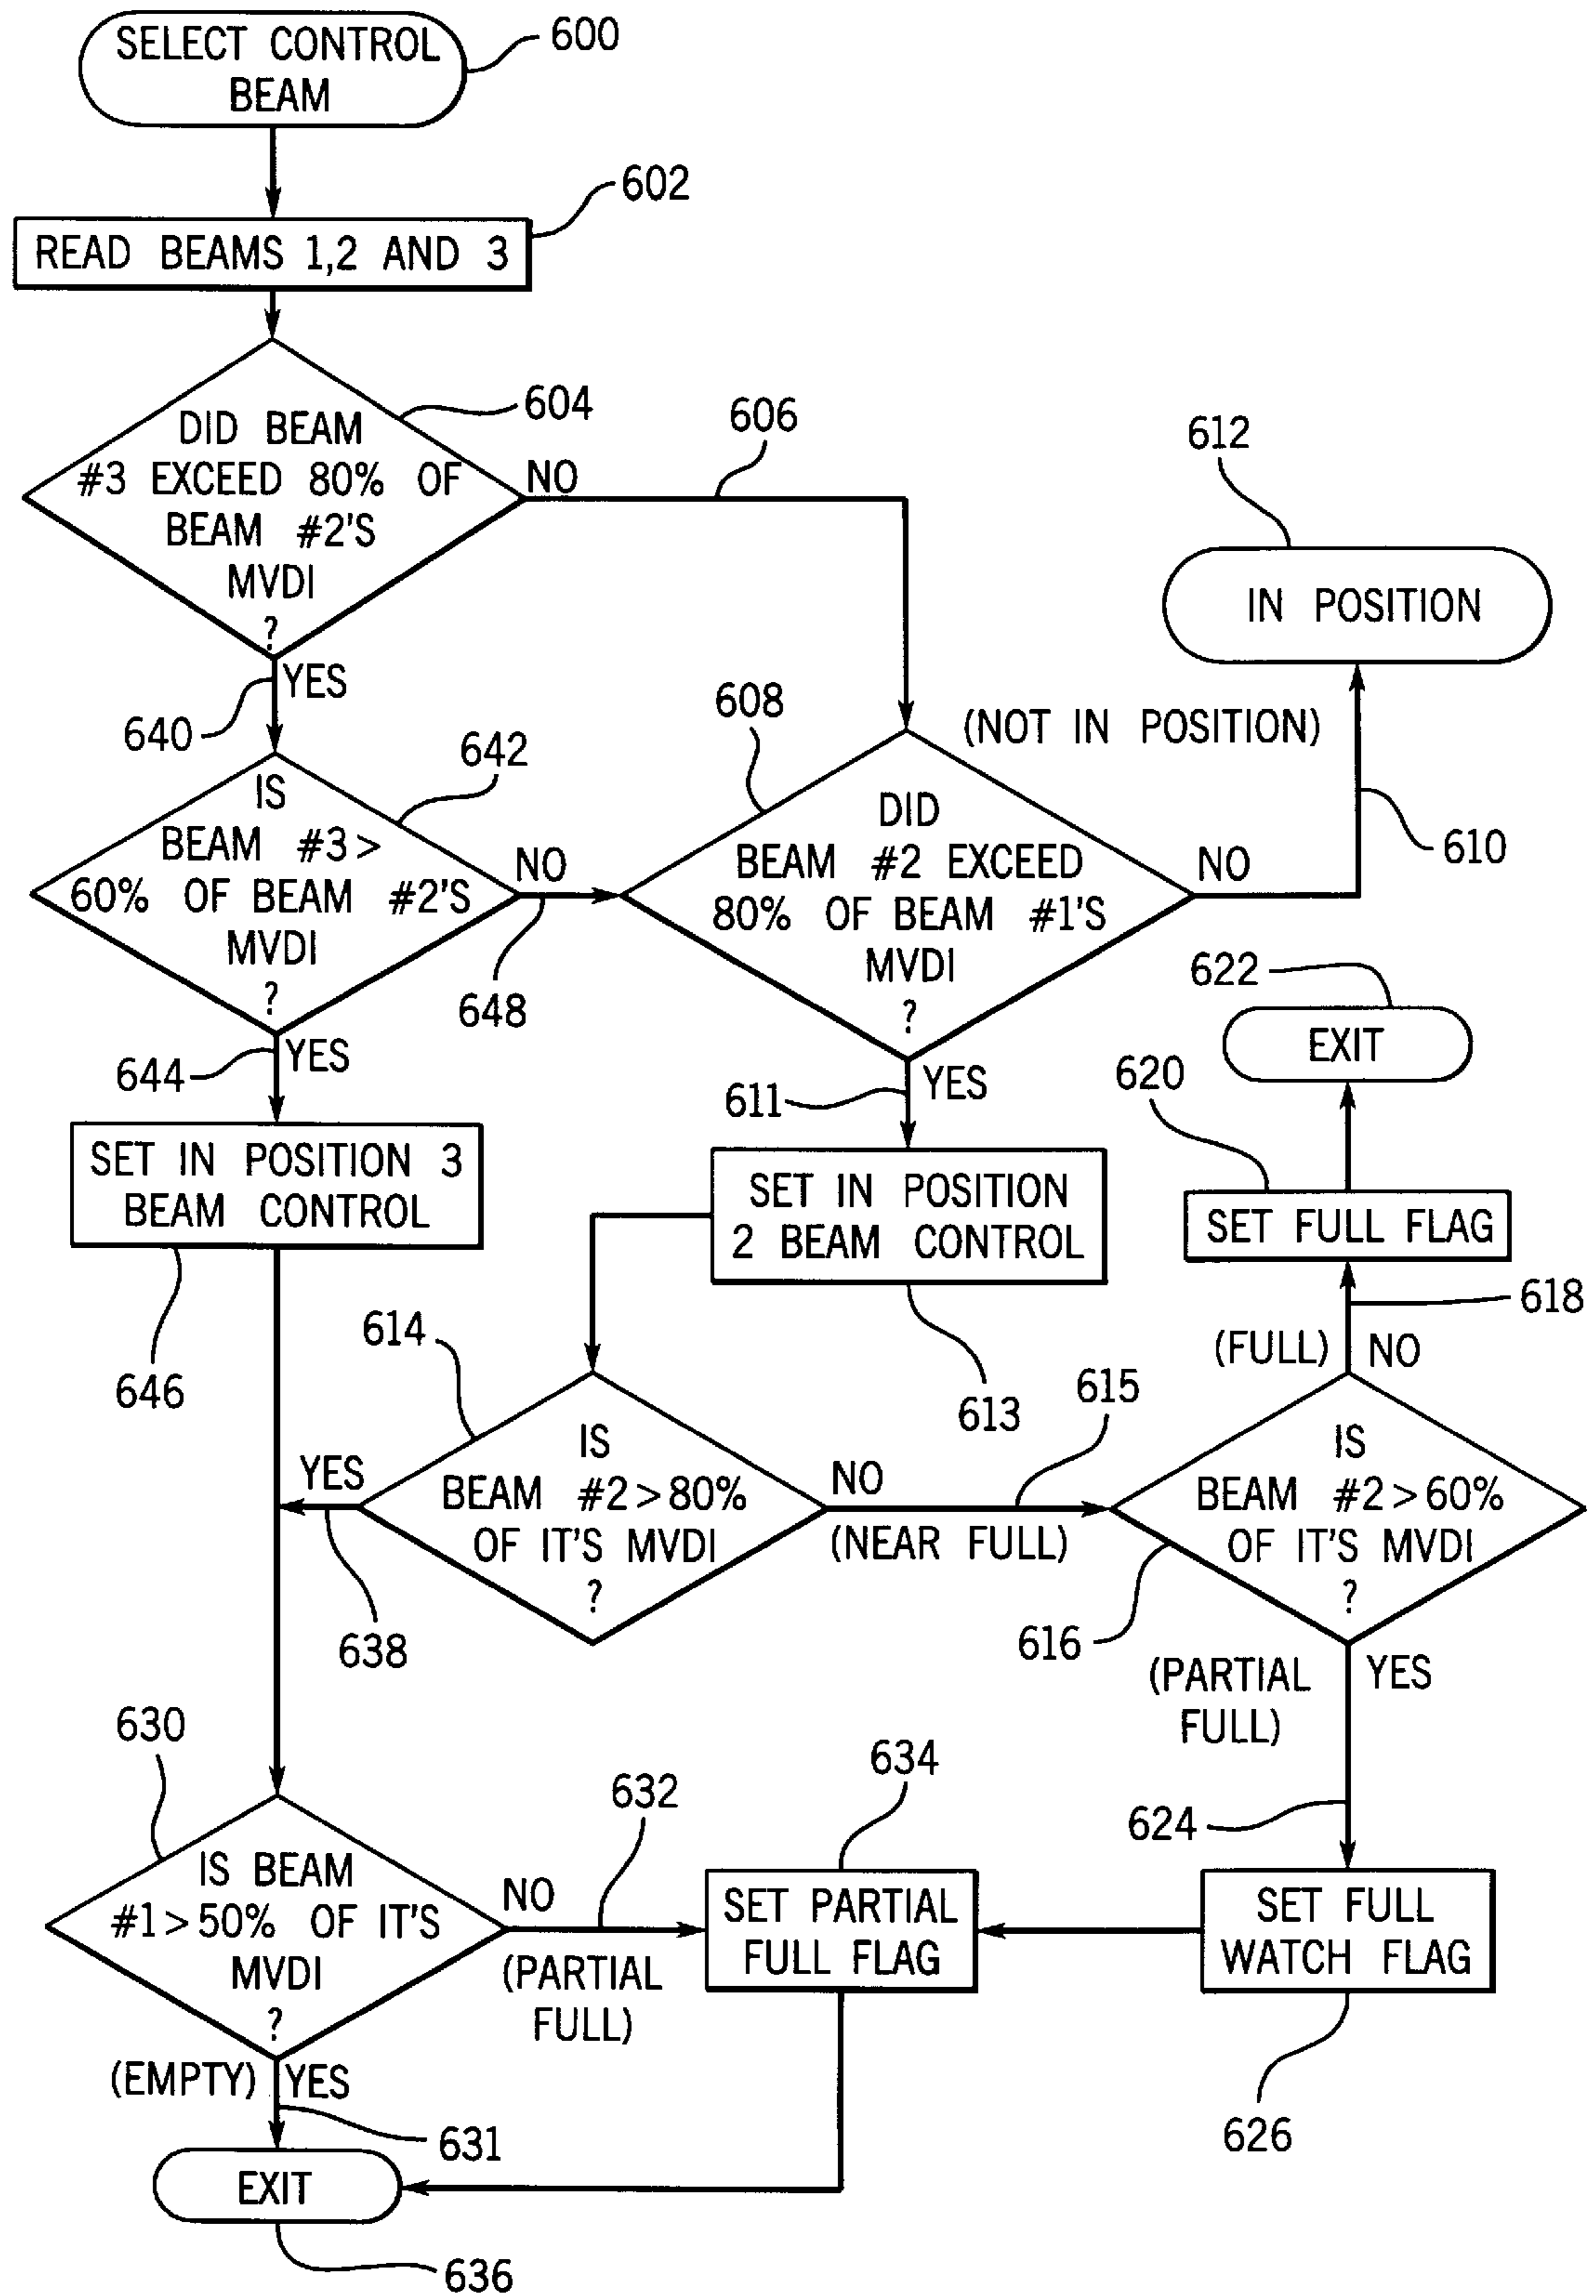 SELECT CONTROL
BEAM
600
602
READ BEAMS 1,2 AND 3
604
DID BEAM
#3 EXCEED 80% OF
BEAM #2'S
MVDI
?
NO
606
612
IN POSITION
YES
640
608
(NOT IN POSITION)
642
IS
BEAM #3 >
60% OF BEAM #2'S
MVDI
?
NO
648
DID
BEAM #2 EXCEED
80% OF BEAM #1'S
MVDI
?
NO
610
622
EXIT
YES
644
YES
611
620
SET IN POSITION 3
BEAM CONTROL
646
SET IN POSITION
2 BEAM CONTROL
613
SET FULL FLAG
618
(FULL) NO
614
IS
BEAM #2 > 80%
OF IT'S MVDI
?
YES
638
NO
(NEAR FULL)
615
IS
BEAM #2 > 60%
OF IT'S MVDI
?
616
(PARTIAL
FULL)
YES
624
630
IS BEAM
#1 > 50% OF IT'S
MVDI
?
NO
632
(PARTIAL
FULL)
634
SET PARTIAL
FULL FLAG
SET FULL
WATCH FLAG
626
(EMPTY) YES
631
EXIT
636